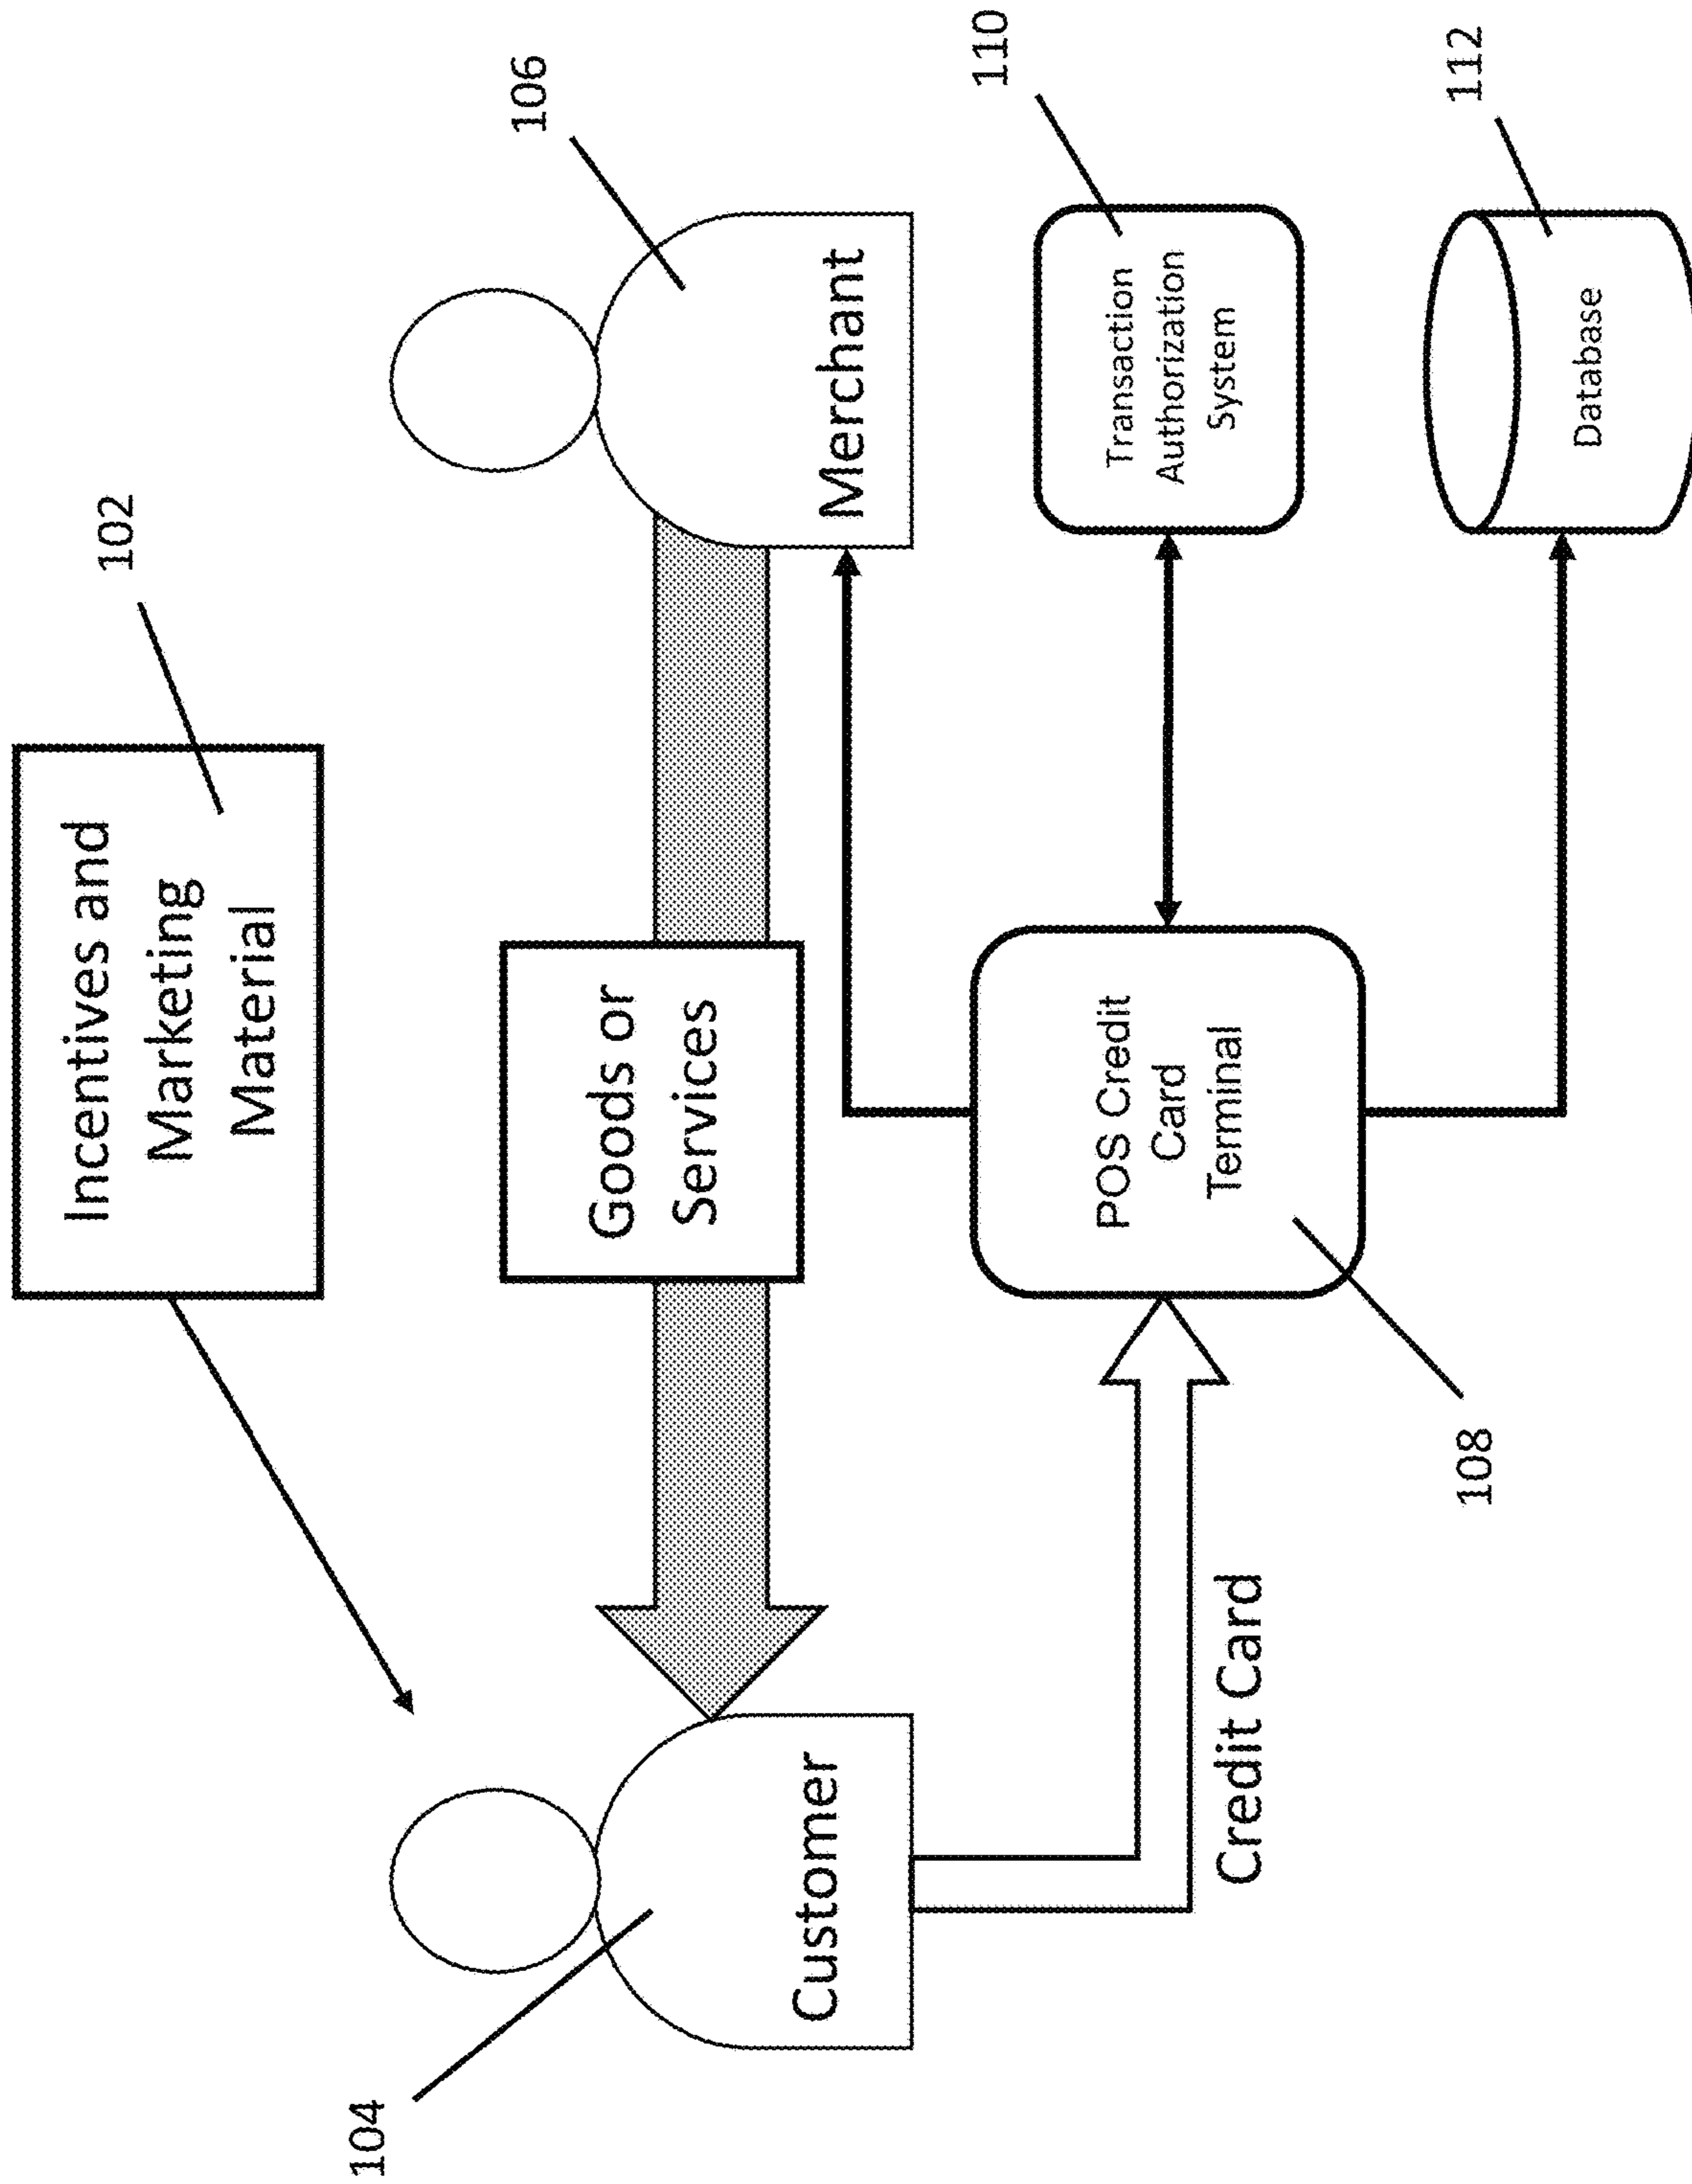 102
Incentives and
Marketing
Material
104
106
Customer
Goods or
Services
Merchant
110
POS Credit
Card
Terminal
Transaction
Authorization
System
Credit Card
108
112
Database